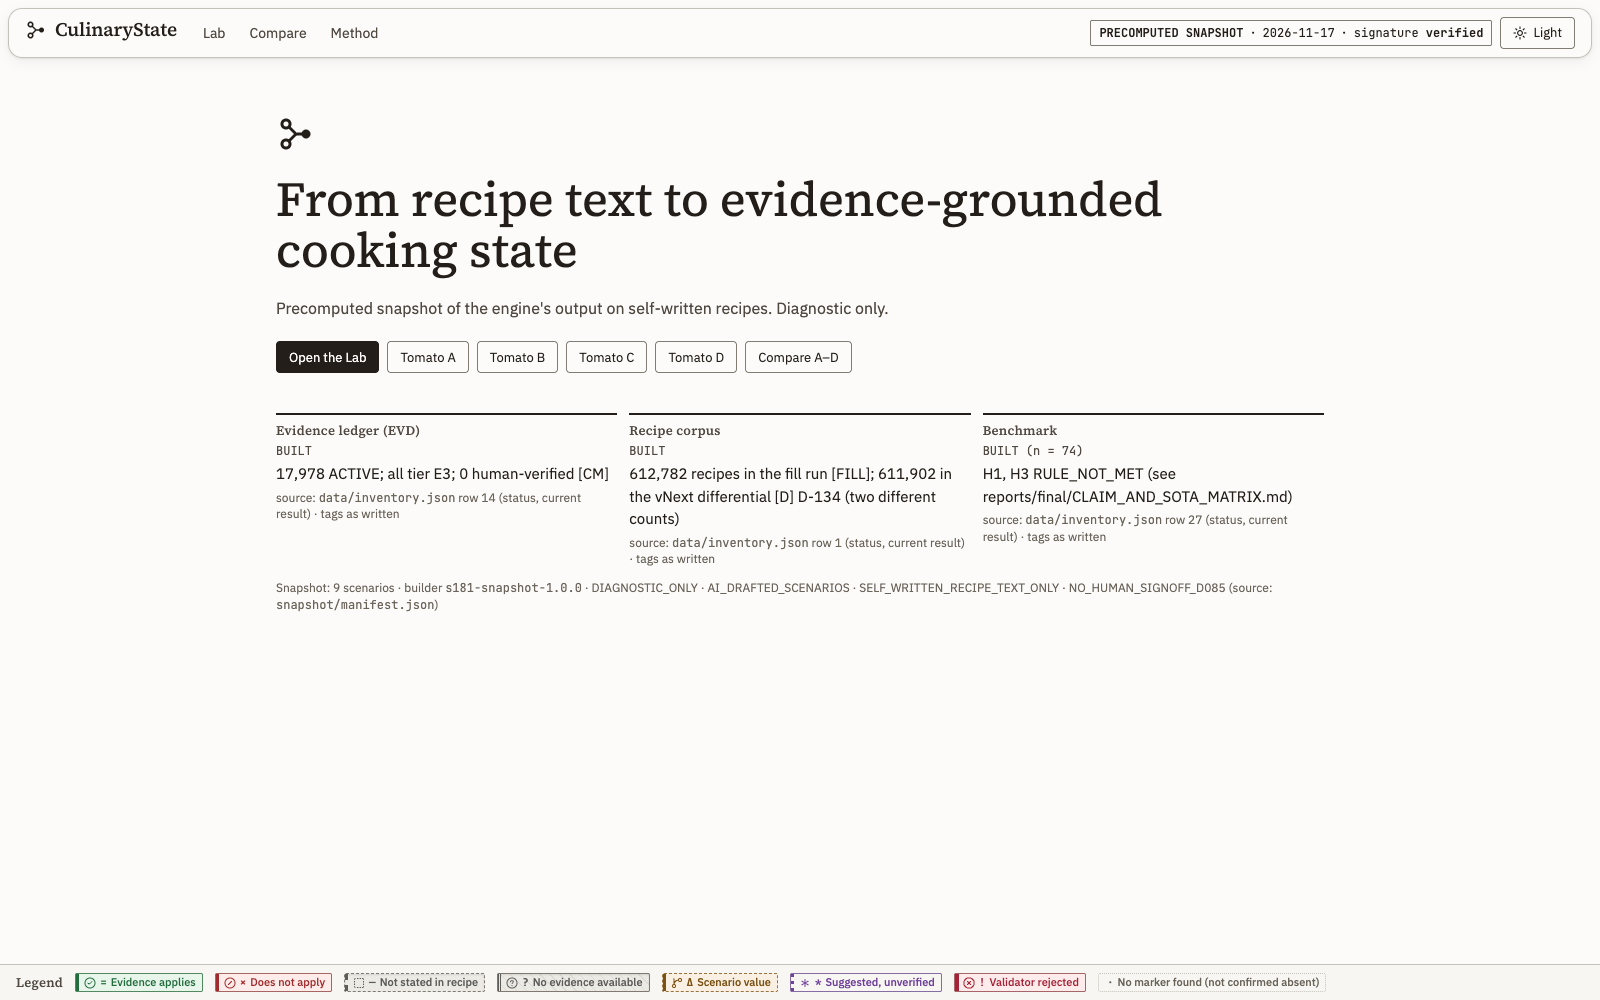 CulinaryState Lab Compare Method PRECOMPUTED SNAPSHOT · 2026-11-17 · signature verified Light
From recipe text to evidence-grounded
cooking state
Precomputed snapshot of the engine's output on self-written recipes. Diagnostic only.
Open the Lab Tomato A Tomato B Tomato C Tomato D Compare A–D
Evidence ledger (EVD)
BUILT
17,978 ACTIVE; all tier E3; 0 human-verified [CM]
source: data/inventory.json row 14 (status, current
result) · tags as written
Recipe corpus
BUILT
612,782 recipes in the fill run [FILL]; 611,902 in
the vNext differential [D] D-134 (two different
counts)
source: data/inventory.json row 1 (status, current result)
· tags as written
Benchmark
BUILT (n = 74)
H1, H3 RULE_NOT_MET (see
reports/final/CLAIM_AND_SOTA_MATRIX.md)
source: data/inventory.json row 27 (status, current
result) · tags as written
Snapshot: 9 scenarios · builder s181-snapshot-1.0.0 · DIAGNOSTIC_ONLY · AI_DRAFTED_SCENARIOS · SELF_WRITTEN_RECIPE_TEXT_ONLY · NO_HUMAN_SIGNOFF_D085 (source:
snapshot/manifest.json)
Legend = Evidence applies × Does not apply – Not stated in recipe ? No evidence available Δ Scenario value * Suggested, unverified ! Validator rejected · No marker found (not confirmed absent)